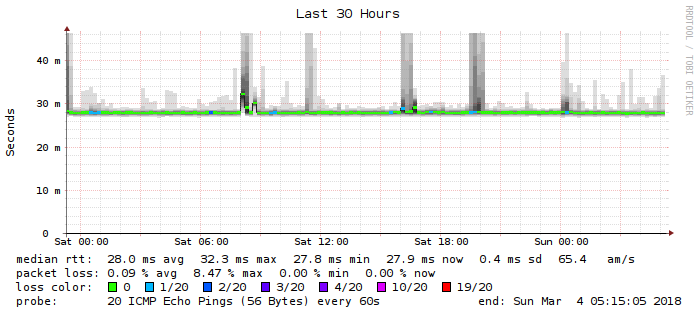 Last 30 Hours
RRDTOOL / TOBI OETIKER
Seconds
40 m
30 m
20 m
10 m
0
Sat 00:00 Sat 06:00 Sat 12:00 Sat 18:00 Sun 00:00
median rtt: 28.0 ms avg 32.3 ms max 27.8 ms min 27.9 ms now 0.4 ms sd 65.4 am/s
packet loss: 0.09 % avg 8.47 % max 0.00 % min 0.00 % now
loss color: 0 1/20 2/20 3/20 4/20 10/20 19/20
probe: 20 ICMP Echo Pings (56 Bytes) every 60s end: Sun Mar 4 05:15:05 2018